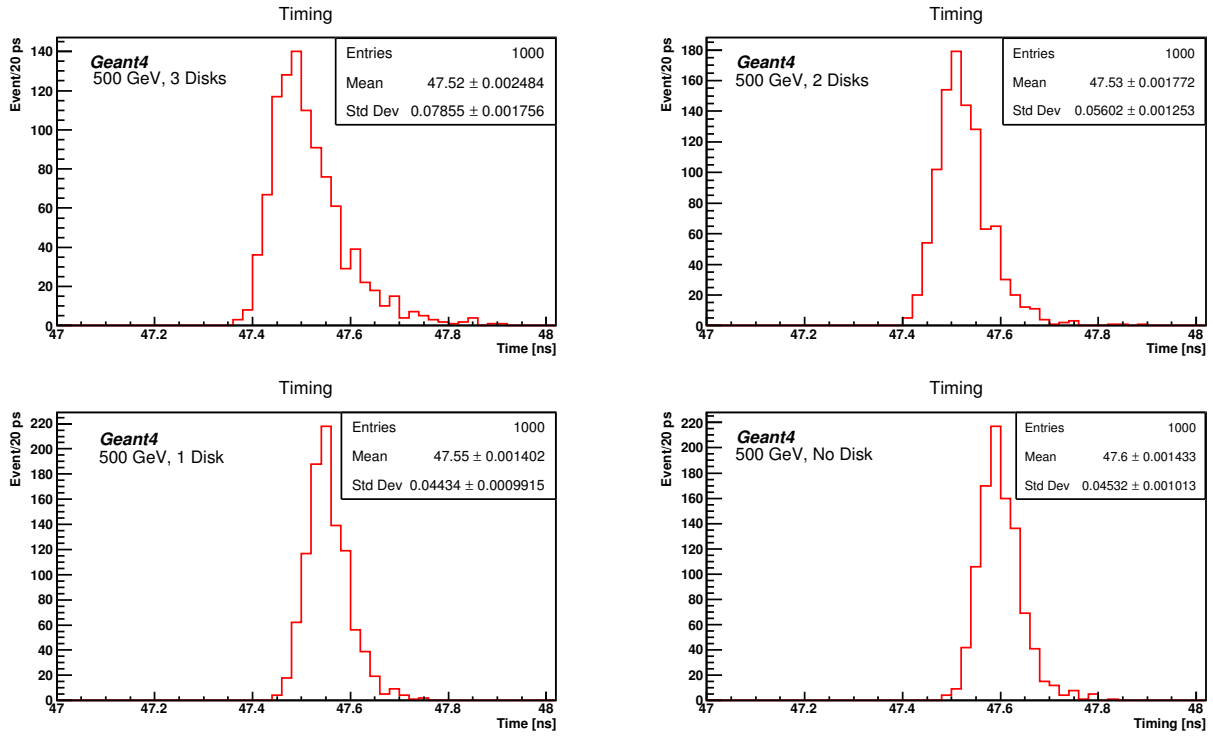 Timing
Event/20 ps
140
120
100
80
60
40
20
0
Geant4
500 GeV, 3 Disks
Entries 1000
Mean 47.52 ± 0.002484
Std Dev 0.07855 ± 0.001756
47 47.2 47.4 47.6 47.8 48
Time [ns]
Timing
Event/20 ps
180
160
140
120
100
80
60
40
20
0
Geant4
500 GeV, 2 Disks
Entries 1000
Mean 47.53 ± 0.001772
Std Dev 0.05602 ± 0.001253
47 47.2 47.4 47.6 47.8 48
Time [ns]
Timing
Event/20 ps
220
200
180
160
140
120
100
80
60
40
20
0
Geant4
500 GeV, 1 Disk
Entries 1000
Mean 47.55 ± 0.001402
Std Dev 0.04434 ± 0.0009915
47 47.2 47.4 47.6 47.8 48
Time [ns]
Timing
Event/20 ps
220
200
180
160
140
120
100
80
60
40
20
0
Geant4
500 GeV, No Disk
Entries 1000
Mean 47.6 ± 0.001433
Std Dev 0.04532 ± 0.001013
47 47.2 47.4 47.6 47.8 48
Timing [ns]